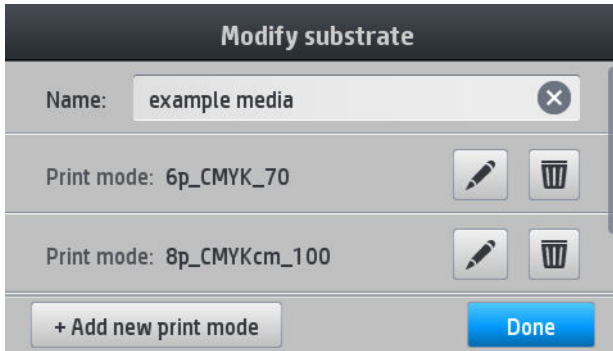 Modify substrate
Name: example media
Print mode: 6p_CMYK_70
Print mode: 8p_CMYKcm_100
+ Add new print mode Done